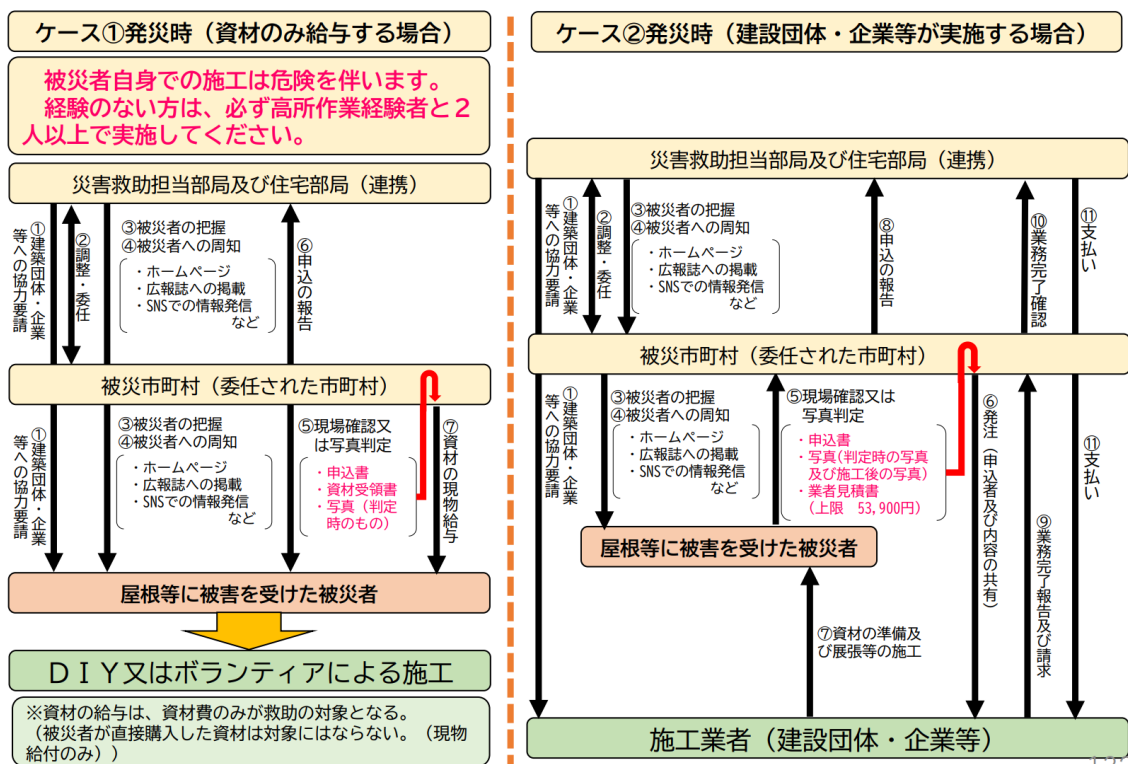 ケース①発災時（資材のみ給与する場合）
被災者自身での施工は危険を伴います。
経験のない方は、必ず高所作業経験者と２
人以上で実施してください。
災害救助担当部局及び住宅部局（連携）
①建築団体・企業
等への協力要請
②調整・委任
③被災者の把握
④被災者への周知
・ホームページ
・広報誌への掲載
・SNSでの情報発信
など
⑥申込の報告
被災市町村（委任された市町村）
①建築団体・企業
等への協力要請
③被災者の把握
④被災者への周知
・ホームページ
・広報誌への掲載
・SNSでの情報発信
など
⑤現場確認又
は写真判定
・申込書
・資材受領書
・写真（判定
時のもの）
⑦資材の現物給与
屋根等に被害を受けた被災者
ＤＩＹ又はボランティアによる施工
※資材の給与は、資材費のみが救助の対象となる。
（被災者が直接購入した資材は対象にはならない。（現物
給付のみ））
ケース②発災時（建設団体・企業等が実施する場合）
災害救助担当部局及び住宅部局（連携）
①建築団体・企業
等への協力要請
②調整・委任
③被災者の把握
④被災者への周知
・ホームページ
・広報誌への掲載
・SNSでの情報発信
など
⑧申込の報告
⑩業務完了確認
⑪支払い
被災市町村（委任された市町村）
①建築団体・企業
等への協力要請
③被災者の把握
④被災者への周知
・ホームページ
・広報誌への掲載
・SNSでの情報発信
など
⑤現場確認又は
写真判定
・申込書
・写真(判定時の写真
及び施工後の写真)
・業者見積書
(上限　53,900円)
⑥発注（申込者及び内容の共有）
⑨業務完了報告及び請求
⑪支払い
屋根等に被害を受けた被災者
⑦資材の準備及
び展張等の施工
施工業者（建設団体・企業等）